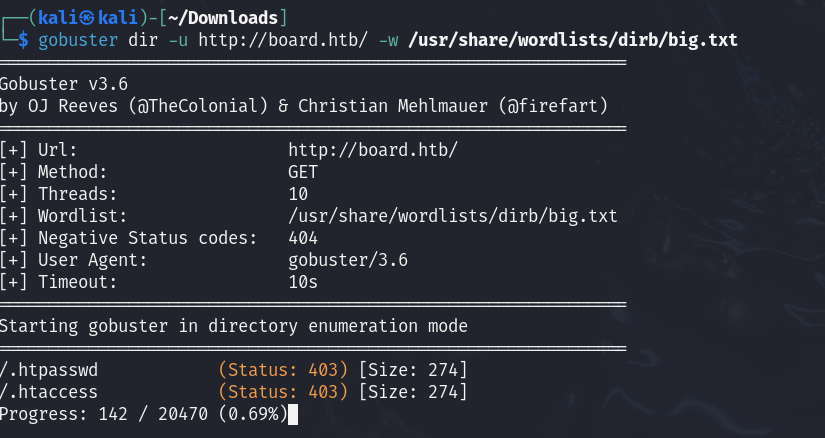 ┌──(kali㉿kali)-[~/Downloads]
└─$ gobuster dir -u http://board.htb/ -w /usr/share/wordlists/dirb/big.txt
===============================================================
Gobuster v3.6
by OJ Reeves (@TheColonial) & Christian Mehlmauer (@firefart)
===============================================================
[+] Url:                     http://board.htb/
[+] Method:                  GET
[+] Threads:                 10
[+] Wordlist:                /usr/share/wordlists/dirb/big.txt
[+] Negative Status codes:   404
[+] User Agent:              gobuster/3.6
[+] Timeout:                 10s
===============================================================
Starting gobuster in directory enumeration mode
===============================================================
/.htpasswd            (Status: 403) [Size: 274]
/.htaccess            (Status: 403) [Size: 274]
Progress: 142 / 20470 (0.69%)